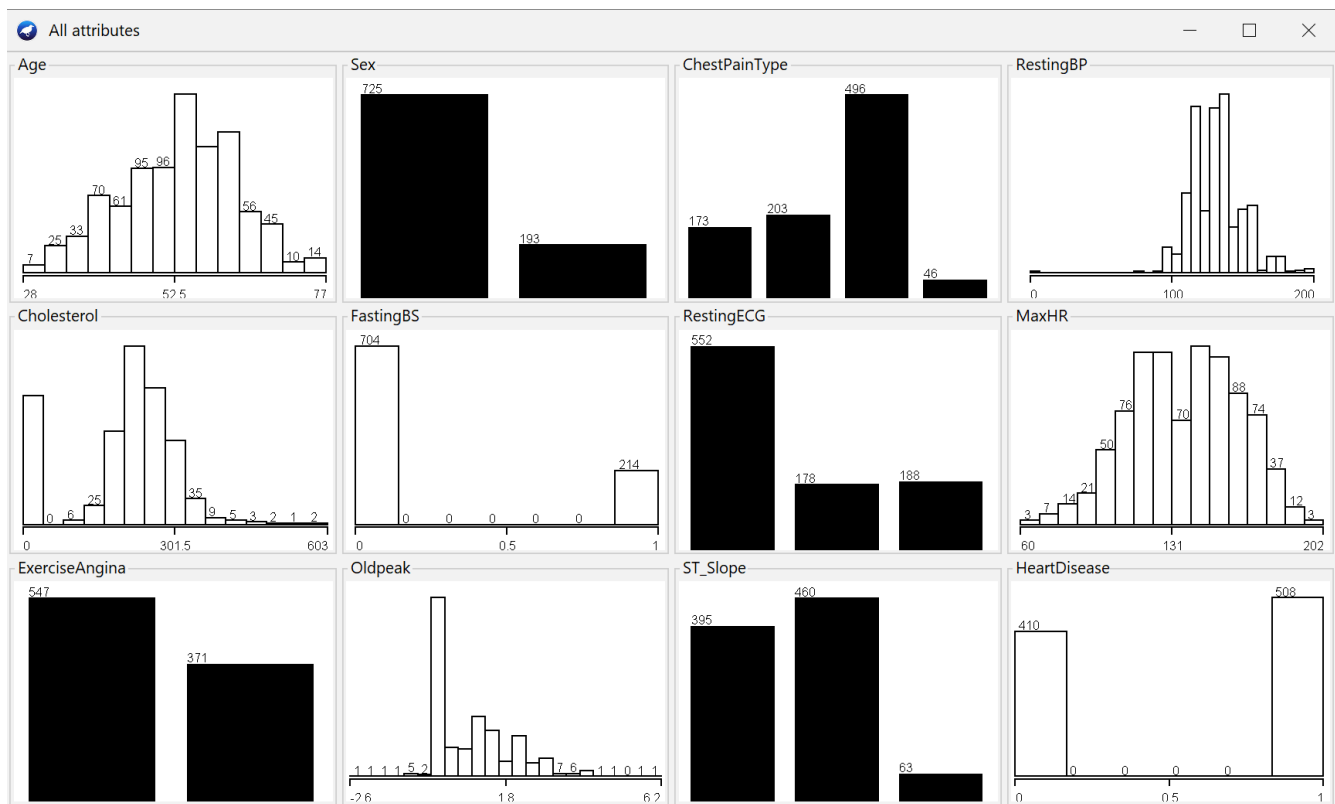 All attributes
Age
Sex
ChestPainType
RestingBP
7 25 33 70 61 95 96 56 45 10 14
28 52.5 77
725 193
173 203 496 46
0 100 200
Cholesterol
FastingBS
RestingECG
MaxHR
0 6 25 35 9 5 3 2 1 2
0 301.5 603
704 0 0 0 0 0 214
0 0.5 1
552 178 188
3 7 14 21 50 76 70 88 74 37 12 3
60 131 202
ExerciseAngina
Oldpeak
ST_Slope
HeartDisease
547 371
1 1 1 1 5 2 7 6 1 1 0 1 1
-2.6 1.8 6.2
395 460 63
410 0 0 0 0 508
0 0.5 1